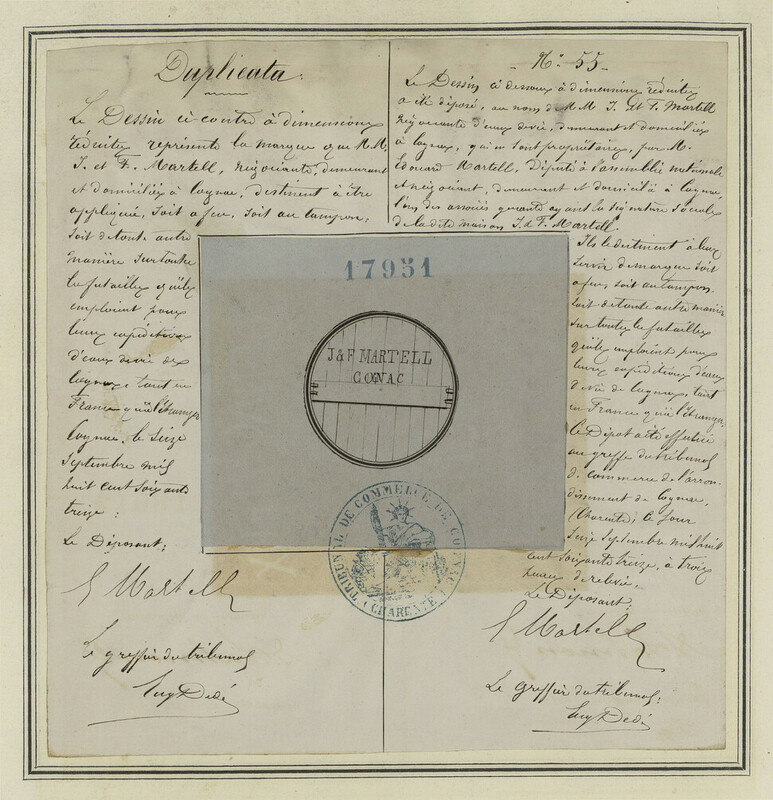 Duplicata.
Le Dessin ci contre à dimensions
réduites représente la marque que M.M.
J. et F. Martell, négociants, demeurant
et domiciliés à Cognac, destinent à être
appliquée, soit a feu, soit au tampon,
soit de toute autre
manière sur toutes
les futailles qu'ils
emploient pour
leurs expéditions
d'eaux de vie de
Cognac, tant en
France qu'à l'étranger
Cognac, le seize
Septembre mil
huit cent soixante
treize.
Le Déposant,
E Martell
Le greffier du tribunal
Eug Dedé
No 55
Le Dessin ci dessous à dimensions réduites
a été déposé, au nom de M.M J. et F. Martell
négociants d'eaux de vie, demeurant et domiciliés
à Cognac, qui en sont propriétaires, par M.
Edouard Martell, Député à l'assemblée nationale
et négociant, demeurant et domicilié à Cognac,
l'un des associés gérants ayant la signature sociale
de la dite maison J. & F. Martell
Ils le destinent à leur
servir de marque soit
a feu, soit au tampon,
soit de toute autre manière
sur toutes les futailles
qu'ils emploient pour
leurs expéditions d'eaux
de vie de Cognac, tant
en France qu'à l'étranger.
Le Dépôt a été effectué
au greffe du tribunal
de commerce de l'arron-
dissement de Cognac,
(Charente) ce jour
seize septembre mil huit
cent soixante treize, à trois
heures de relevée.
Le Déposant,
E Martell
Le greffier du tribunal,
Eug Dedé
17951
J & F MARTELL
COGNAC
TRIBUNAL DE COMMERCE DE COGNAC
(CHARENTE)